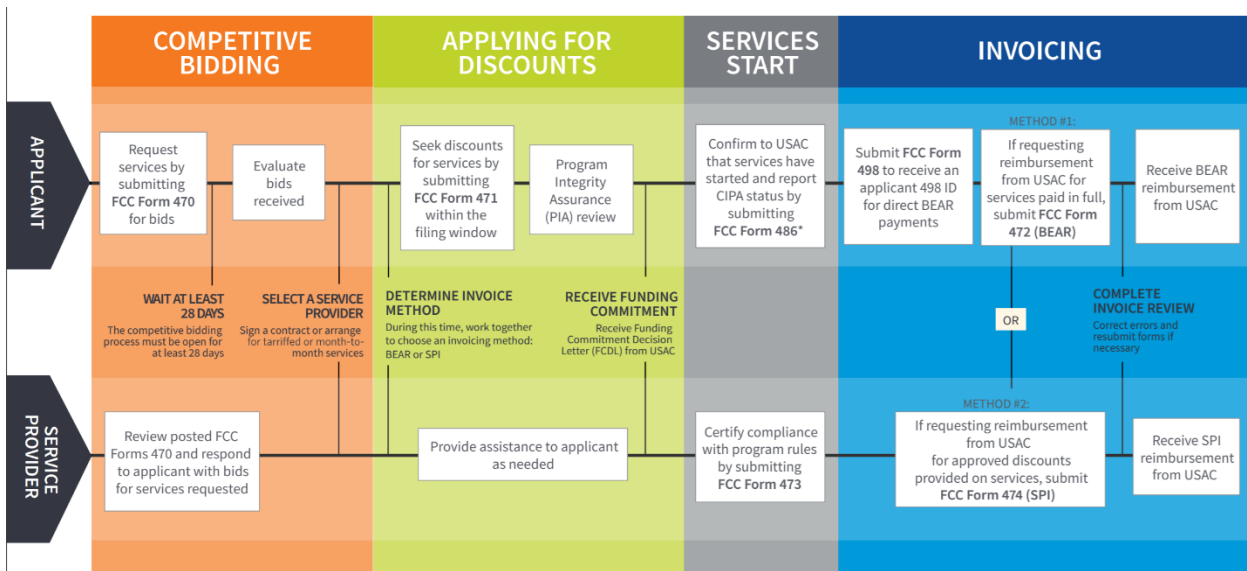 COMPETITIVE
BIDDING
APPLYING FOR
DISCOUNTS
SERVICES
START
INVOICING
APPLICANT
Request
services by
submitting
FCC Form 470
for bids
Evaluate
bids
received
Seek discounts
for services by
submitting
FCC Form 471
within the
filing window
Program
Integrity
Assurance
(PIA) review
Confirm to USAC
that services have
started and report
CIPA status by
submitting
FCC Form 486*
Submit FCC Form
498 to receive an
applicant 498 ID
for direct BEAR
payments
METHOD #1:
If requesting
reimbursement
from USAC for
services paid in full,
submit FCC Form
472 (BEAR)
Receive BEAR
reimbursement
from USAC
WAIT AT LEAST
28 DAYS
The competitive bidding
process must be open for
at least 28 days
SELECT A SERVICE
PROVIDER
Sign a contract or arrange
for tariffed or month-to-
month services
DETERMINE INVOICE
METHOD
During this time, work together
to choose an invoicing method:
BEAR or SPI
RECEIVE FUNDING
COMMITMENT
Receive Funding
Commitment Decision
Letter (FCDL) from USAC
OR
COMPLETE
INVOICE REVIEW
Correct errors and
resubmit forms if
necessary
SERVICE
PROVIDER
Review posted FCC
Forms 470 and respond
to applicant with bids
for services requested
Provide assistance to applicant
as needed
Certify compliance
with program rules
by submitting
FCC Form 473
METHOD #2:
If requesting reimbursement
from USAC
for approved discounts
provided on services, submit
FCC Form 474 (SPI)
Receive SPI
reimbursement
from USAC